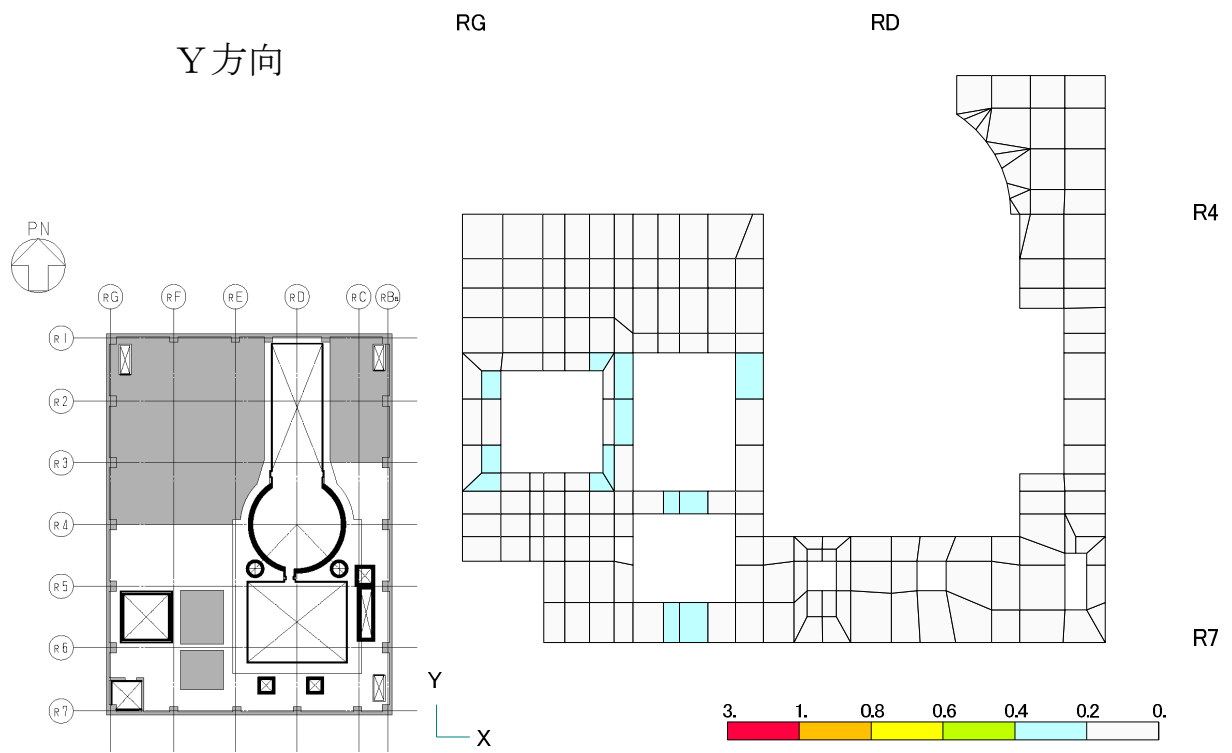 RG RD
Y方向
R4
PN
RG RF RE RD RC RBa
R1
R2
R3
R4
R5
R6
R7
R7
Y
X
3. 1. 0.8 0.6 0.4 0.2 0.